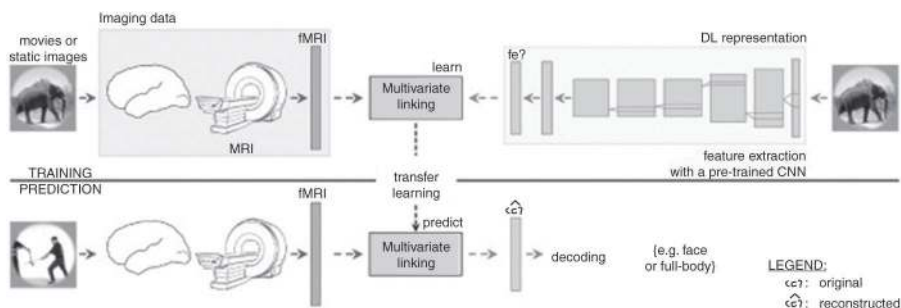 Imaging data
movies or
static images
fMRI
MRI
learn
Multivariate
linking
DL representation
fe?
feature extraction
with a pre-trained CNN
TRAINING
PREDICTION
transfer
learning
fMRI
predict
Multivariate
linking
decoding
{e.g. face
or full-body}
LEGEND:
: original
: reconstructed